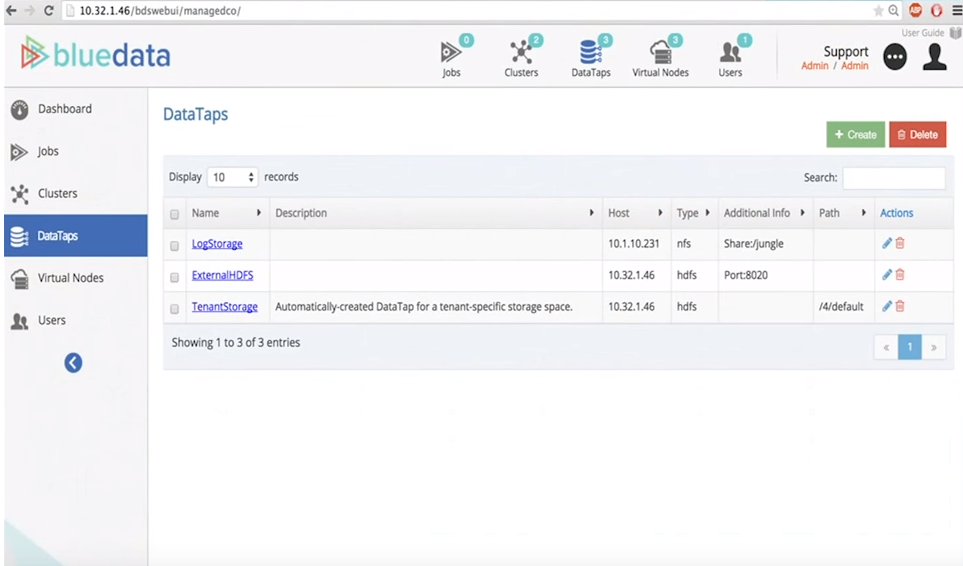 10.32.1.46/bdswebui/managedco/
ABP
User Guide
bluedata
0 2 3 3 1
Jobs Clusters DataTaps Virtual Nodes Users
Support
Admin / Admin
Dashboard
Jobs
Clusters
DataTaps
Virtual Nodes
Users
DataTaps
+ Create Delete
Display 10 records Search:
Name Description Host Type Additional Info Path Actions
LogStorage 10.1.10.231 nfs Share:/jungle
ExternalHDFS 10.32.1.46 hdfs Port:8020
TenantStorage Automatically-created DataTap for a tenant-specific storage space. 10.32.1.46 hdfs /4/default
Showing 1 to 3 of 3 entries
« 1 »